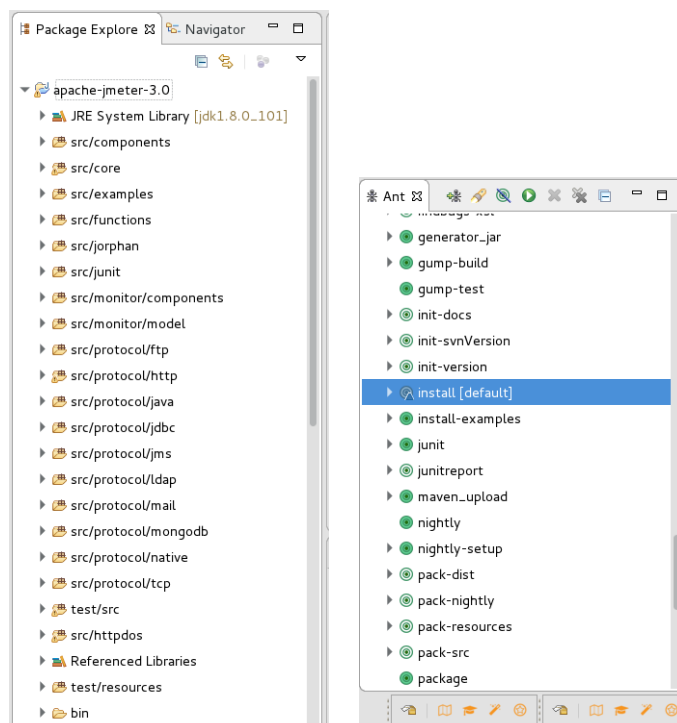 Package Explore
Navigator
apache-jmeter-3.0
JRE System Library [jdk1.8.0_101]
src/components
src/core
src/examples
src/functions
src/jorphan
src/junit
src/monitor/components
src/monitor/model
src/protocol/ftp
src/protocol/http
src/protocol/java
src/protocol/jdbc
src/protocol/jms
src/protocol/ldap
src/protocol/mail
src/protocol/mongodb
src/protocol/native
src/protocol/tcp
test/src
src/httpdos
Referenced Libraries
test/resources
bin
Ant
generator_jar
gump-build
gump-test
init-docs
init-svnVersion
init-version
install [default]
install-examples
junit
junitreport
maven_upload
nightly
nightly-setup
pack-dist
pack-nightly
pack-resources
pack-src
package